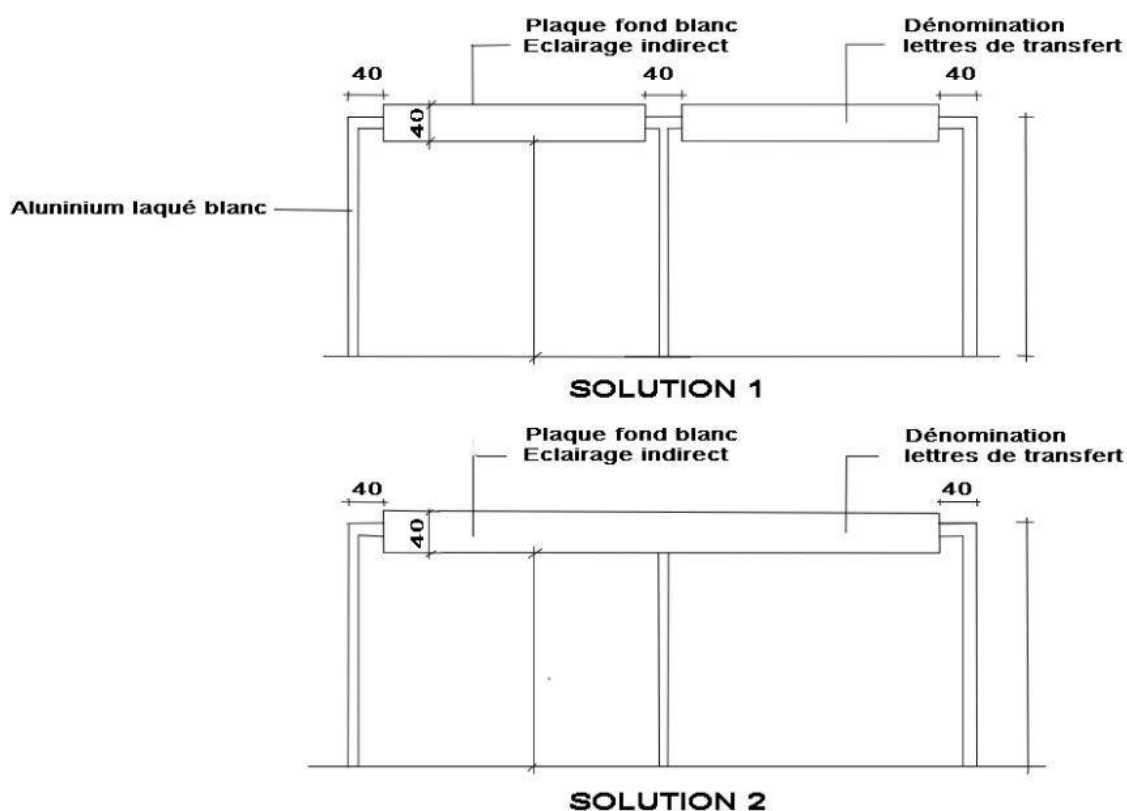 Plaque fond blanc
Eclairage indirect
Dénomination
lettres de transfert
40
40
40
40
Aluninium laqué blanc
SOLUTION 1
Plaque fond blanc
Eclairage indirect
Dénomination
lettres de transfert
40
40
40
SOLUTION 2